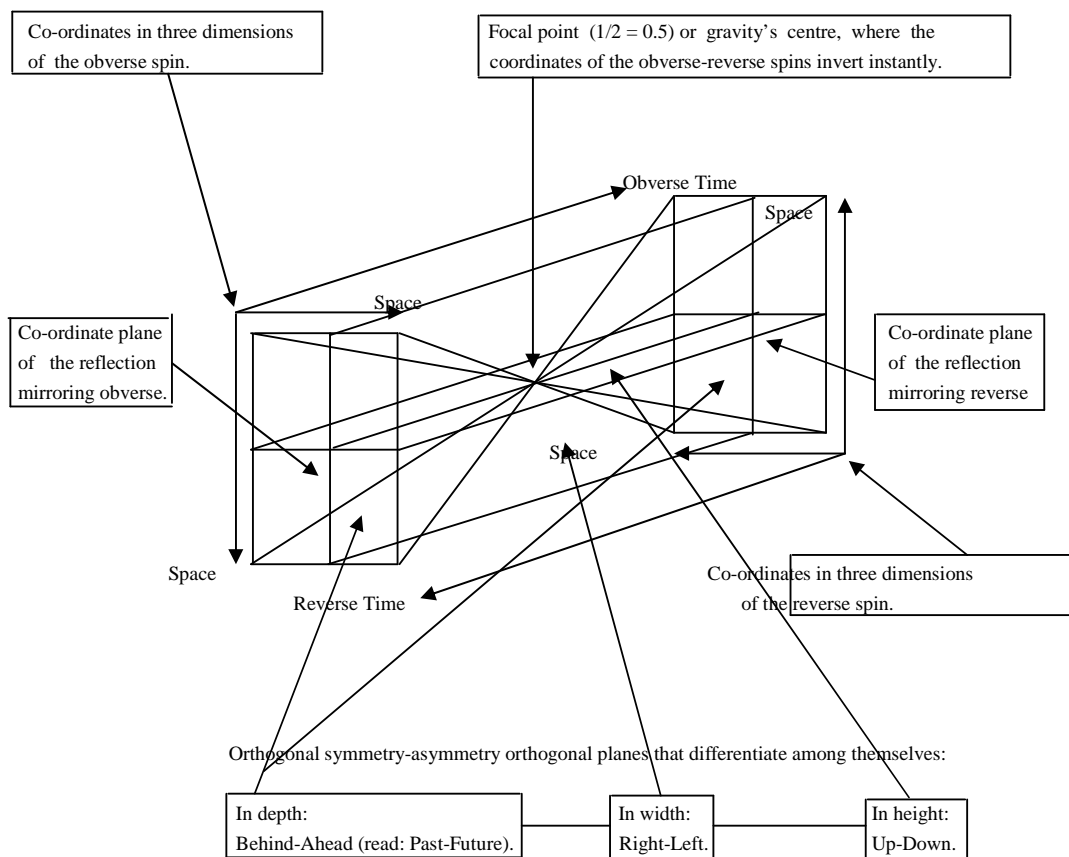 Co-ordinates in three dimensions
of the obverse spin.
Focal point (1/2 = 0.5) or gravity's centre, where the
coordinates of the obverse-reverse spins invert instantly.
Obverse Time
Space
Space
Co-ordinate plane
of the reflection
mirroring obverse.
Co-ordinate plane
of the reflection
mirroring reverse
Space
Space
Reverse Time
Co-ordinates in three dimensions
of the reverse spin.
Orthogonal symmetry-asymmetry orthogonal planes that differentiate among themselves:
In depth:
Behind-Ahead (read: Past-Future).
In width:
Right-Left.
In height:
Up-Down.